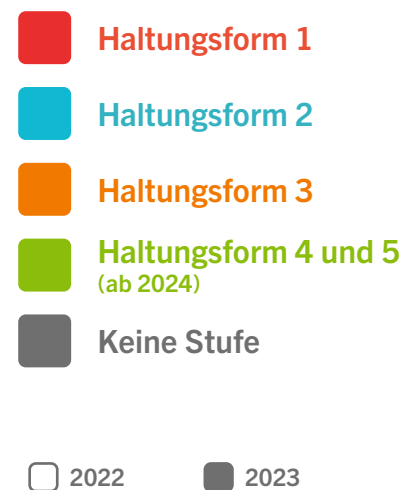 Haltungsform 1
Haltungsform 2
Haltungsform 3
Haltungsform 4 und 5
(ab 2024)
Keine Stufe
2022 2023